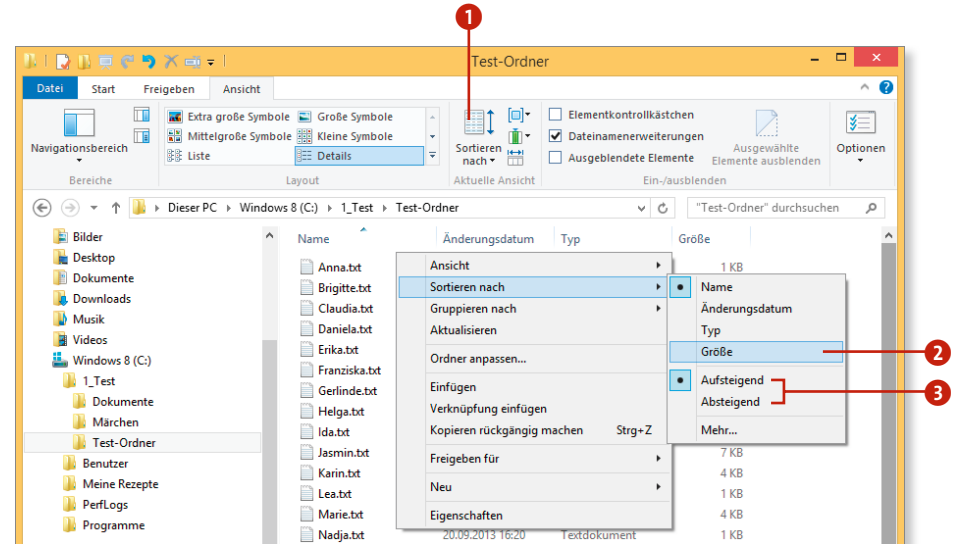 1
Test-Ordner
Datei Start Freigeben Ansicht
Navigationsbereich
Extra große Symbole Große Symbole
Mittelgroße Symbole Kleine Symbole
Liste Details
Sortieren nach
Elementkontrollkästchen
Dateinamenerweiterungen
Ausgeblendete Elemente
Ausgewählte Elemente ausblenden
Optionen
Bereiche Layout Aktuelle Ansicht Ein-/ausblenden
Dieser PC Windows 8 (C:) 1_Test Test-Ordner
"Test-Ordner" durchsuchen
Bilder
Desktop
Dokumente
Downloads
Musik
Videos
Windows 8 (C:)
1_Test
Dokumente
Märchen
Test-Ordner
Benutzer
Meine Rezepte
PerfLogs
Programme
Name Änderungsdatum Typ Größe
Anna.txt 1 KB
Brigitte.txt
Claudia.txt
Daniela.txt
Erika.txt
Franziska.txt
Gerlinde.txt
Helga.txt
Ida.txt
Jasmin.txt 7 KB
Karin.txt 4 KB
Lea.txt 1 KB
Marie.txt 4 KB
Nadja.txt 20.09.2013 16:20 Textdokument 1 KB
Ansicht
Sortieren nach
Gruppieren nach
Aktualisieren
Ordner anpassen...
Einfügen
Verknüpfung einfügen
Kopieren rückgängig machen Strg+Z
Freigeben für
Neu
Eigenschaften
Name
Änderungsdatum
Typ
Größe
Aufsteigend
Absteigend
Mehr...
2
3